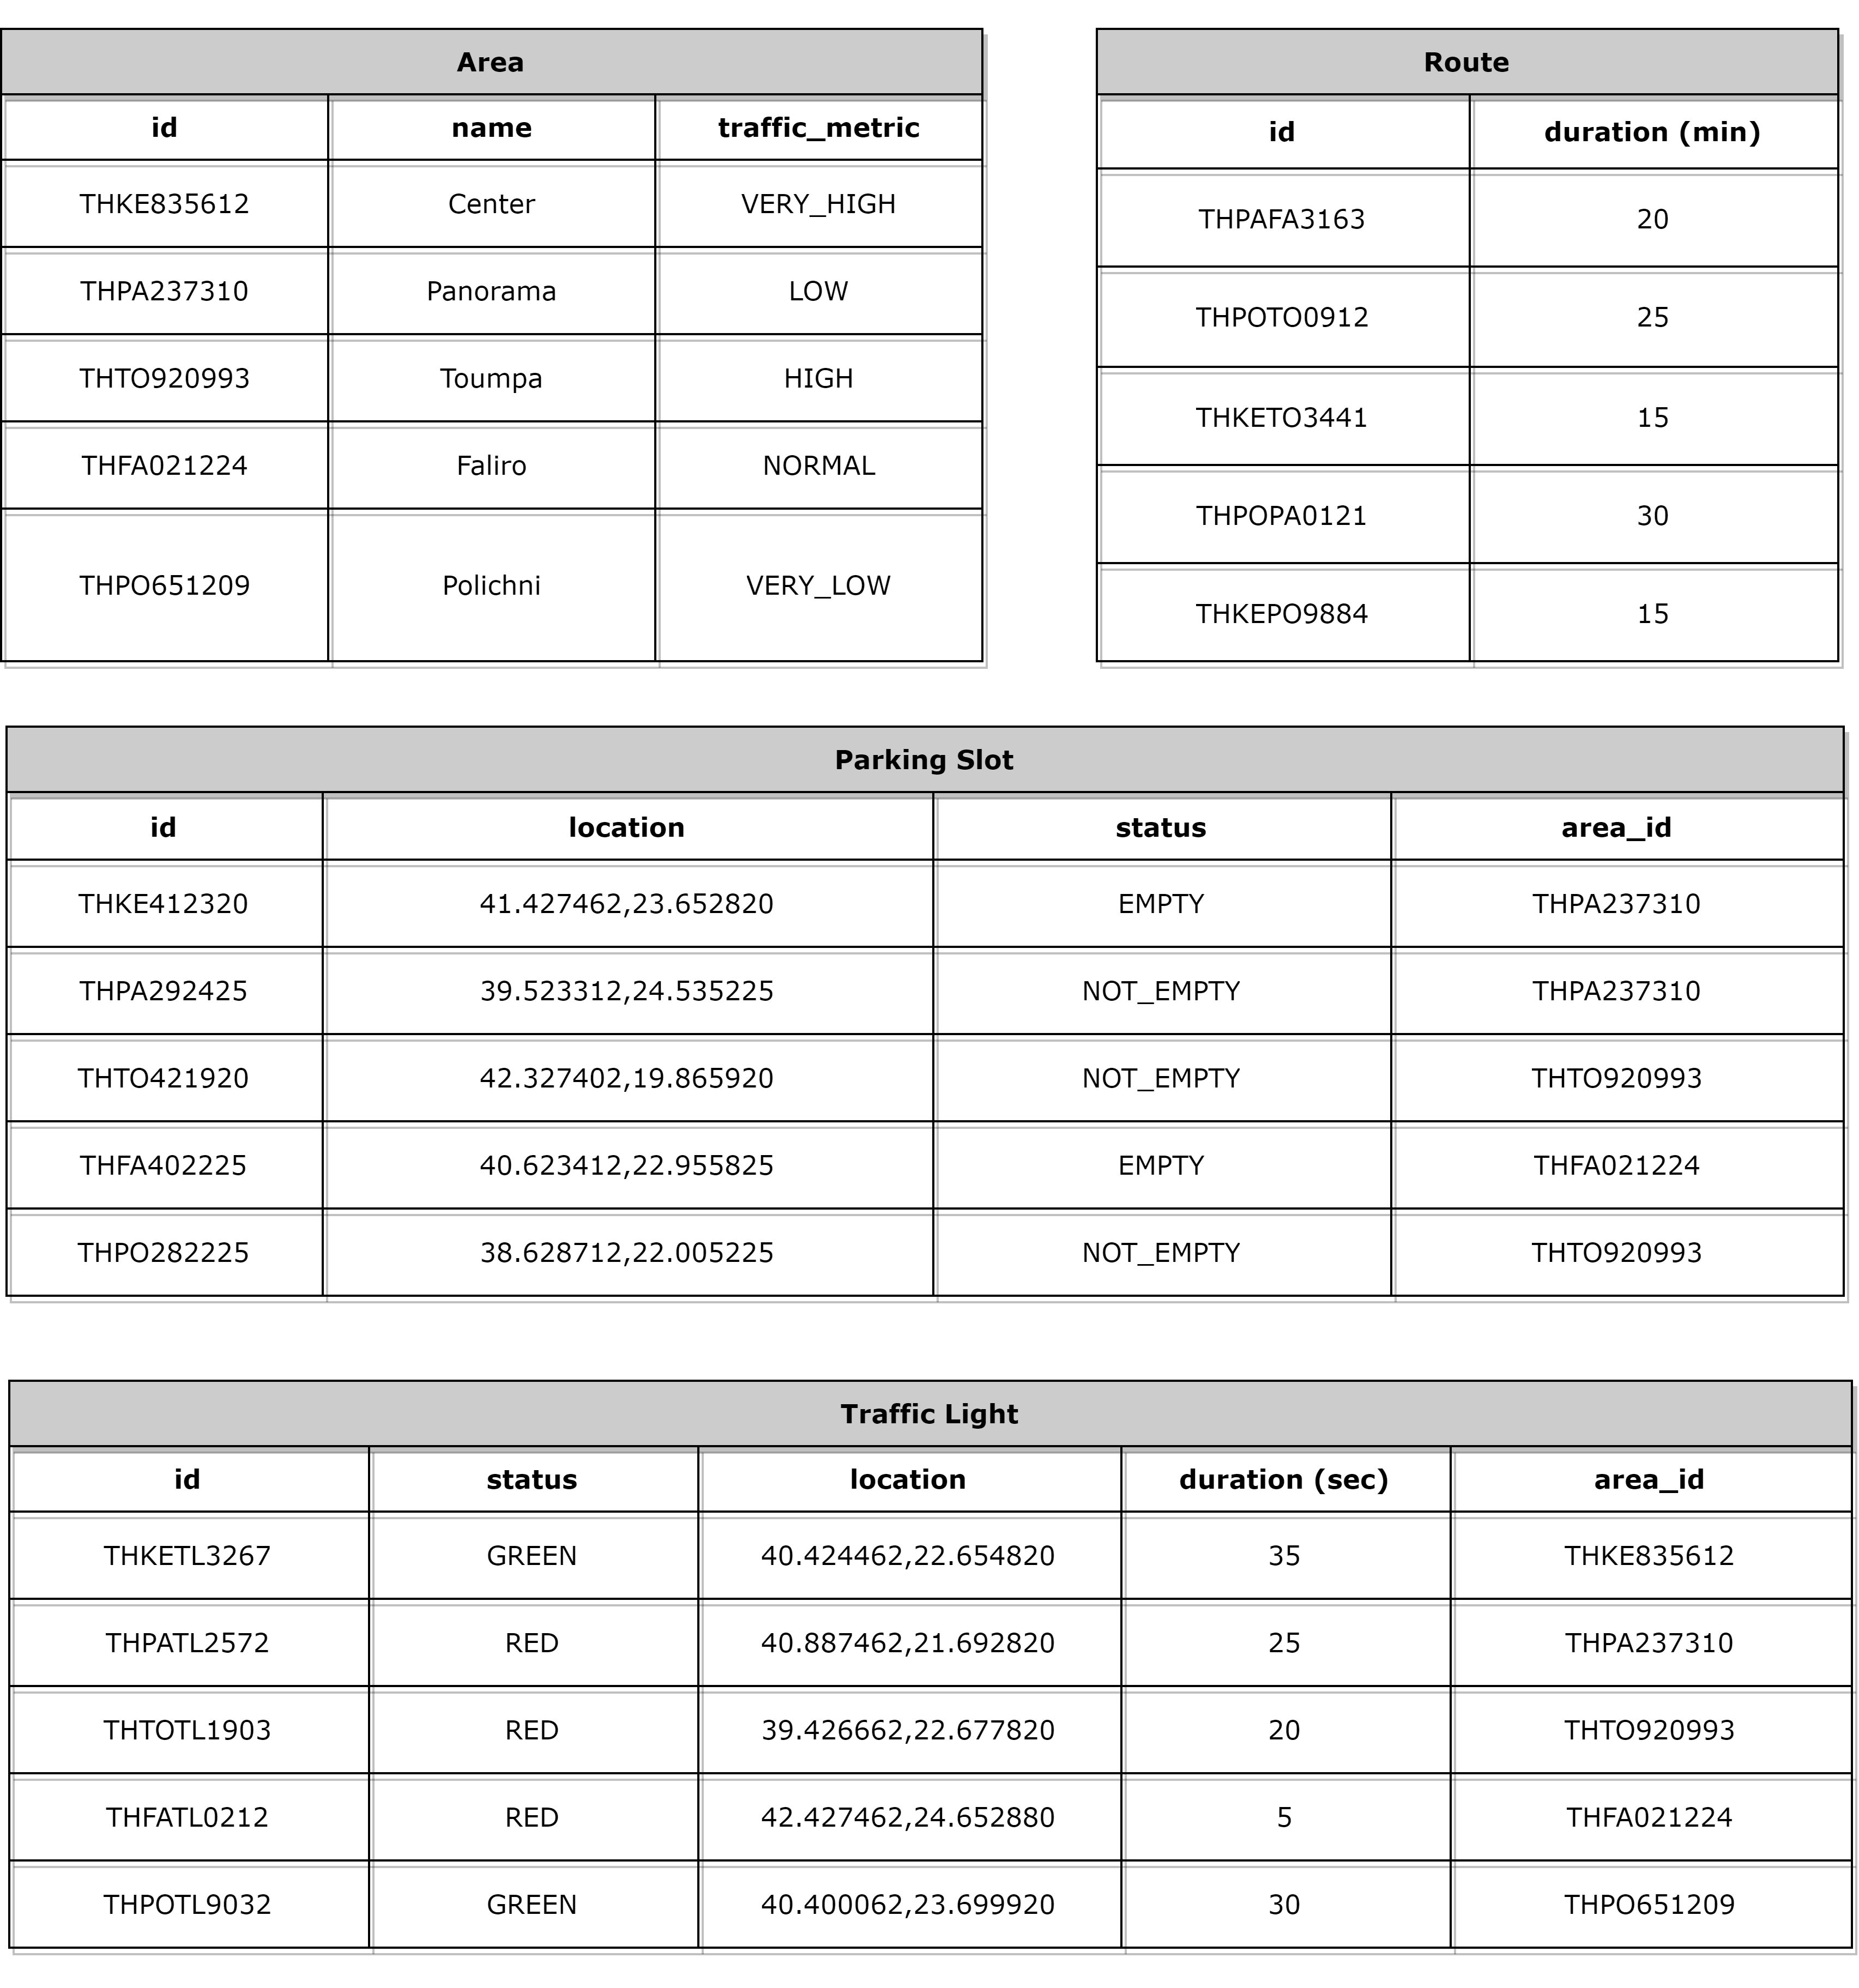 Area
id name traffic_metric
THKE835612 Center VERY_HIGH
THPA237310 Panorama LOW
THTO920993 Toumpa HIGH
THFA021224 Faliro NORMAL
THPO651209 Polichni VERY_LOW
Route
id duration (min)
THPAFA3163 20
THPOTO0912 25
THKETO3441 15
THPOPA0121 30
THKEPO9884 15
Parking Slot
id location status area_id
THKE412320 41.427462,23.652820 EMPTY THPA237310
THPA292425 39.523312,24.535225 NOT_EMPTY THPA237310
THTO421920 42.327402,19.865920 NOT_EMPTY THTO920993
THFA402225 40.623412,22.955825 EMPTY THFA021224
THPO282225 38.628712,22.005225 NOT_EMPTY THTO920993
Traffic Light
id status location duration (sec) area_id
THKETL3267 GREEN 40.424462,22.654820 35 THKE835612
THPATL2572 RED 40.887462,21.692820 25 THPA237310
THTOTL1903 RED 39.426662,22.677820 20 THTO920993
THFATL0212 RED 42.427462,24.652880 5 THFA021224
THPOTL9032 GREEN 40.400062,23.699920 30 THPO651209